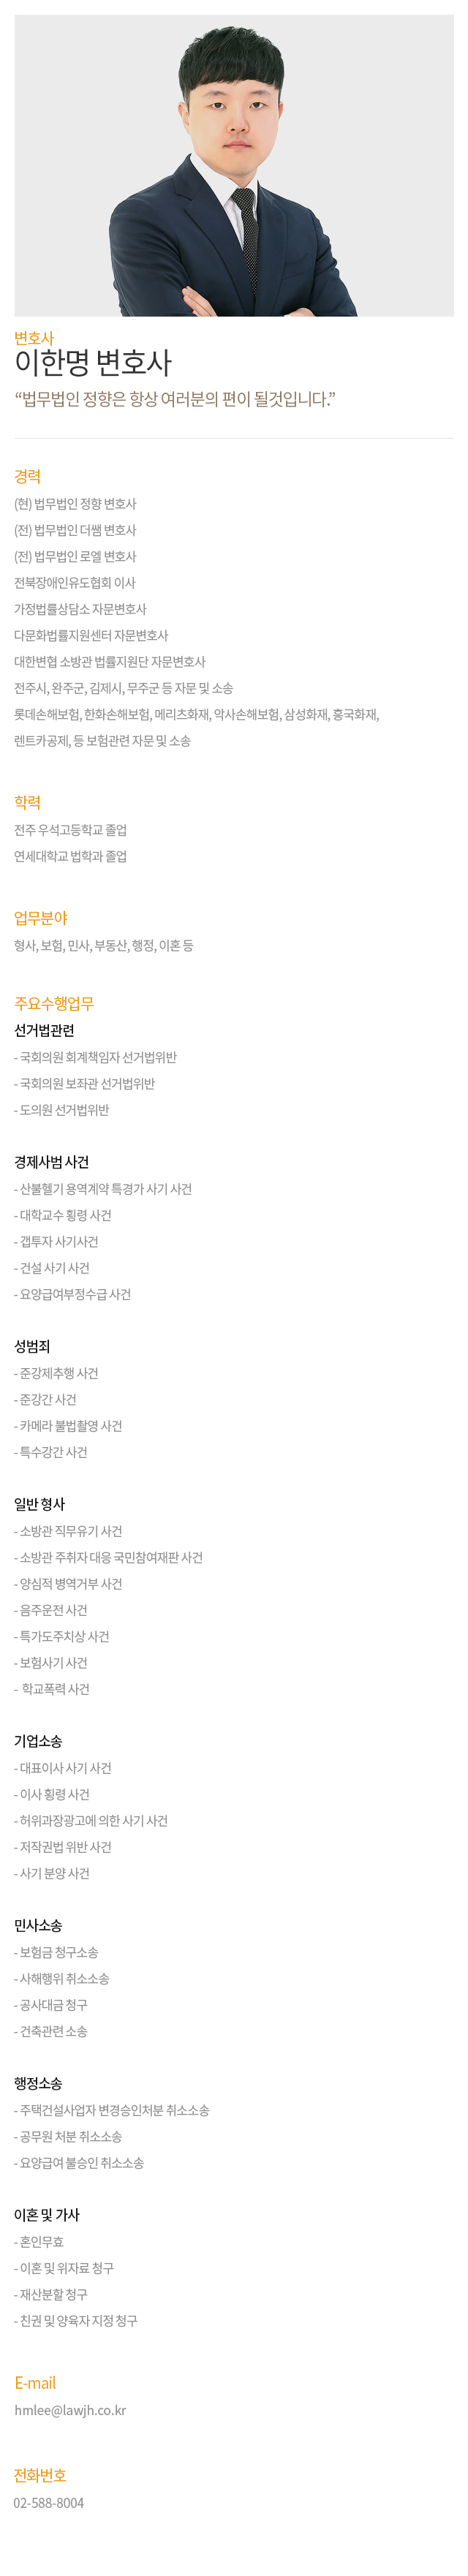 변호사
이한명 변호사
“법무법인 정향은 항상 여러분의 편이 될것입니다.”
경력
(현) 법무법인 정향 변호사
(전) 법무법인 더쌤 변호사
(전) 법무법인 로엘 변호사
전북장애인유도협회 이사
가정법률상담소 자문변호사
다문화법률지원센터 자문변호사
대한변협 소방관 법률지원단 자문변호사
전주시, 완주군, 김제시, 무주군 등 자문 및 소송
롯데손해보험, 한화손해보험, 메리츠화재, 악사손해보험, 삼성화재, 흥국화재,
렌트카공제, 등 보험관련 자문 및 소송
학력
전주 우석고등학교 졸업
연세대학교 법학과 졸업
업무분야
형사, 보험, 민사, 부동산, 행정, 이혼 등
주요수행업무
선거법관련
- 국회의원 회계책임자 선거법위반
- 국회의원 보좌관 선거법위반
- 도의원 선거법위반
경제사범 사건
- 산불헬기 용역계약 특경가 사기 사건
- 대학교수 횡령 사건
- 갭투자 사기사건
- 건설 사기 사건
- 요양급여부정수급 사건
성범죄
- 준강제추행 사건
- 준강간 사건
- 카메라 불법촬영 사건
- 특수강간 사건
일반 형사
- 소방관 직무유기 사건
- 소방관 주취자 대응 국민참여재판 사건
- 양심적 병역거부 사건
- 음주운전 사건
- 특가도주치상 사건
- 보험사기 사건
- 학교폭력 사건
기업소송
- 대표이사 사기 사건
- 이사 횡령 사건
- 허위과장광고에 의한 사기 사건
- 저작권법 위반 사건
- 사기 분양 사건
민사소송
- 보험금 청구소송
- 사해행위 취소소송
- 공사대금 청구
- 건축관련 소송
행정소송
- 주택건설사업자 변경승인처분 취소소송
- 공무원 처분 취소소송
- 요양급여 불승인 취소소송
이혼 및 가사
- 혼인무효
- 이혼 및 위자료 청구
- 재산분할 청구
- 친권 및 양육자 지정 청구
E-mail
hmlee@lawjh.co.kr
전화번호
02-588-8004